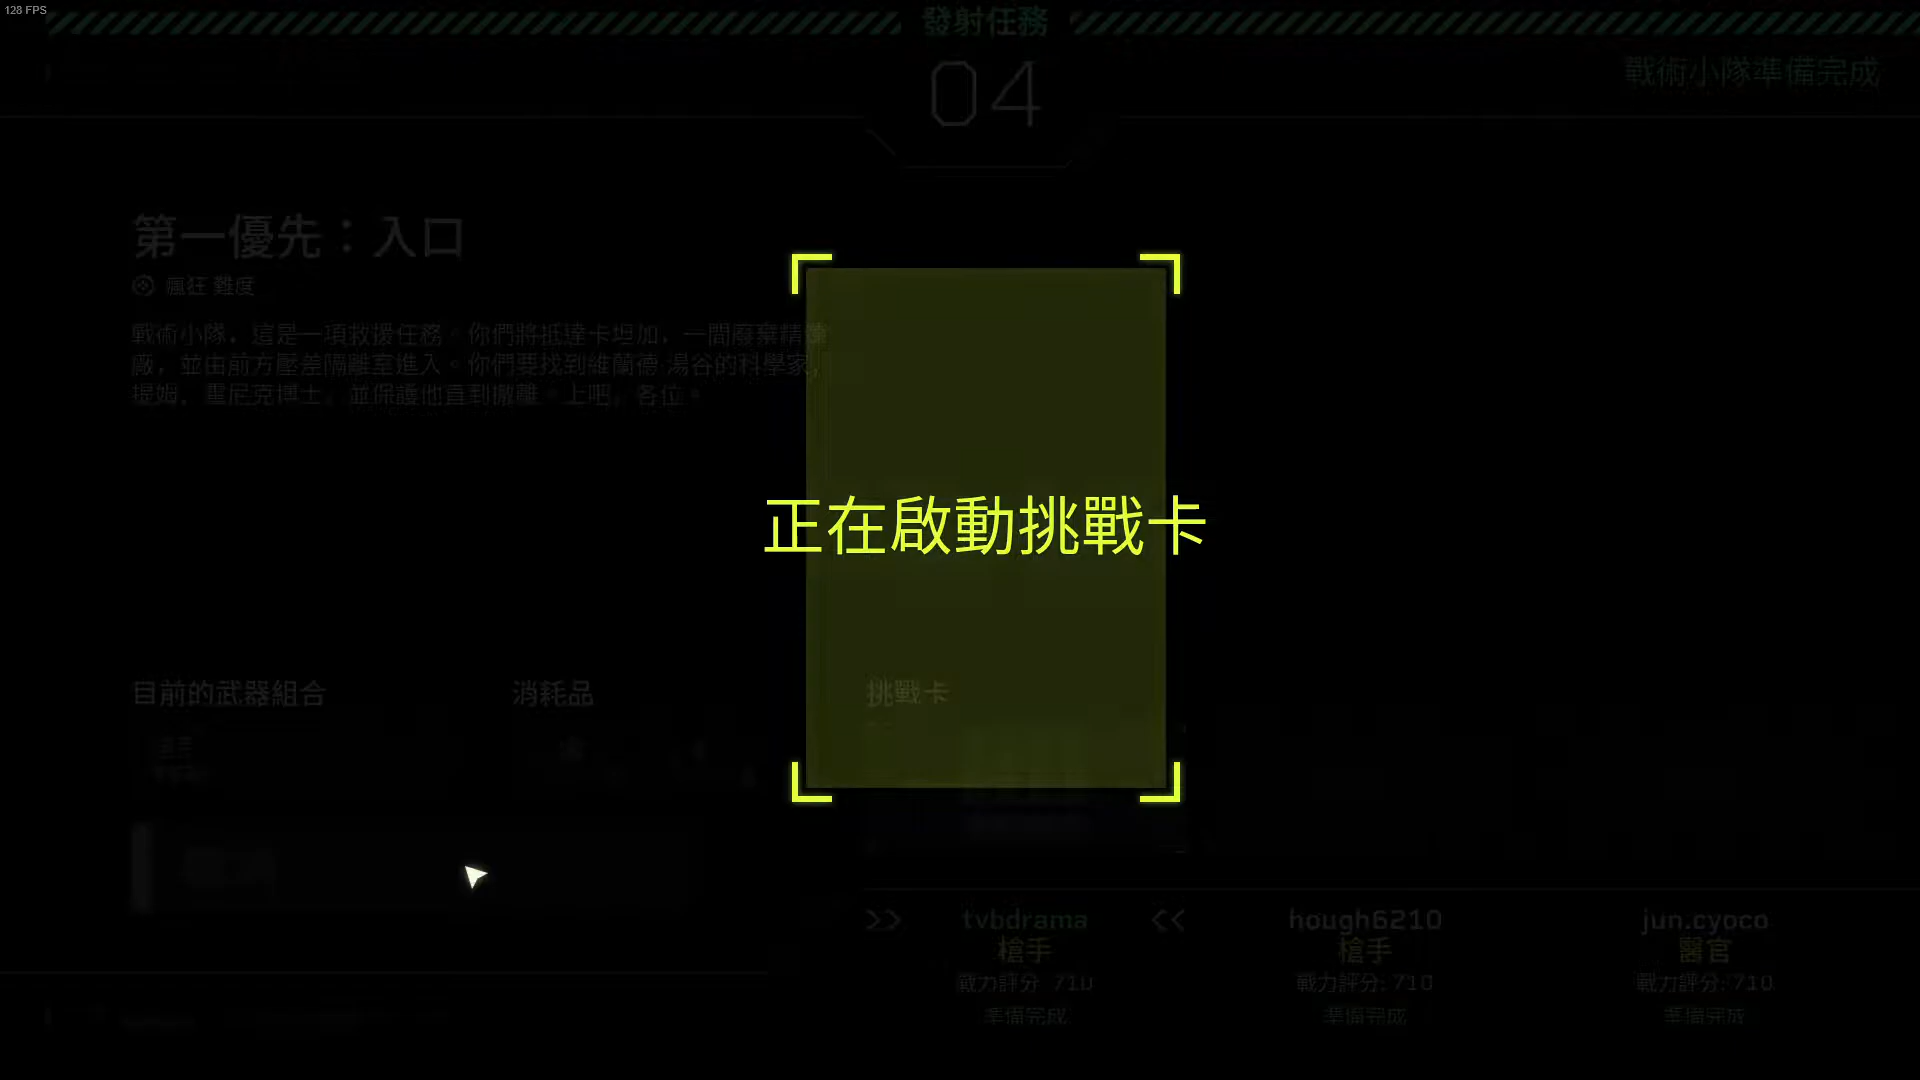 128 FPS
發射任務
04
戰術小隊準備完成
第一優先：入口
瘋狂 難度
戰術小隊，這是一項救援任務。你們將抵達卡坦加，一間廢棄精煉
廠，並由前方壓差隔離室進入。你們要找到維蘭德-湯谷的科學家，
提姆．霍尼克博士，並保護他直到撤離。上吧，各位。
正在啟動挑戰卡
目前的武器組合
消耗品
挑戰卡
>> tvbdrama <<
槍手
戰力評分: 710
準備完成
hough6210
槍手
戰力評分: 710
準備完成
jun.cyoco
醫官
戰力評分: 710
準備完成